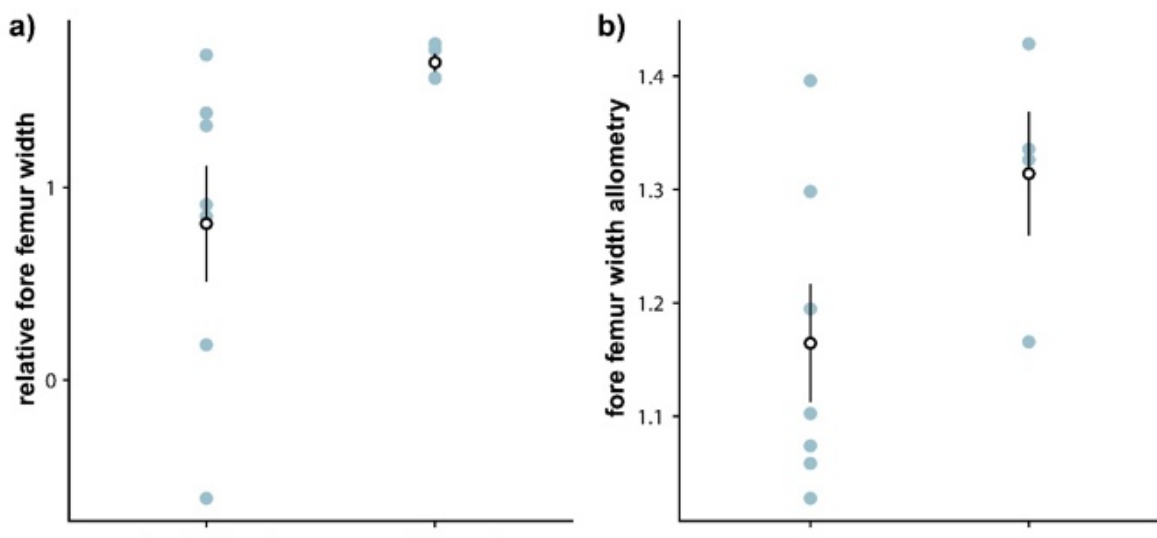 a)
relative fore femur width
1
0
b)
fore femur width allometry
1.4
1.3
1.2
1.1